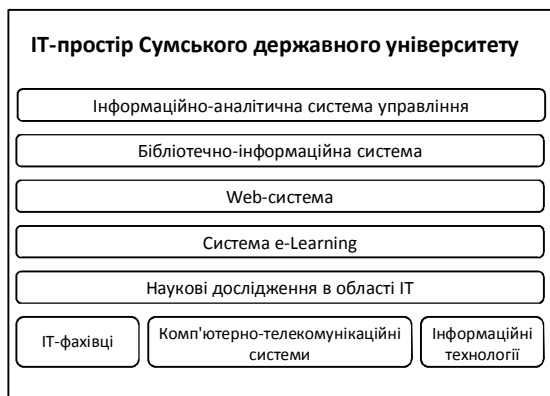 ІТ-простір Сумського державного університету
Інформаційно-аналітична система управління
Бібліотечно-інформаційна система
Web-система
Система e-Learning
Наукові дослідження в області ІТ
ІТ-фахівці
Комп'ютерно-телекомунікаційні
системи
Інформаційні
технології